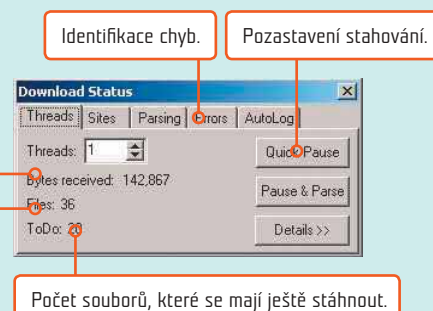 Identifikace chyb.
Pozastavení stahování.
Download Status
Threads Sites Parsing Errors AutoLog
Threads: 1
Quick Pause
Bytes received: 142,867
Pause & Parse
Files: 36
ToDo: 28
Details >>
Počet souborů, které se mají ještě stáhnout.